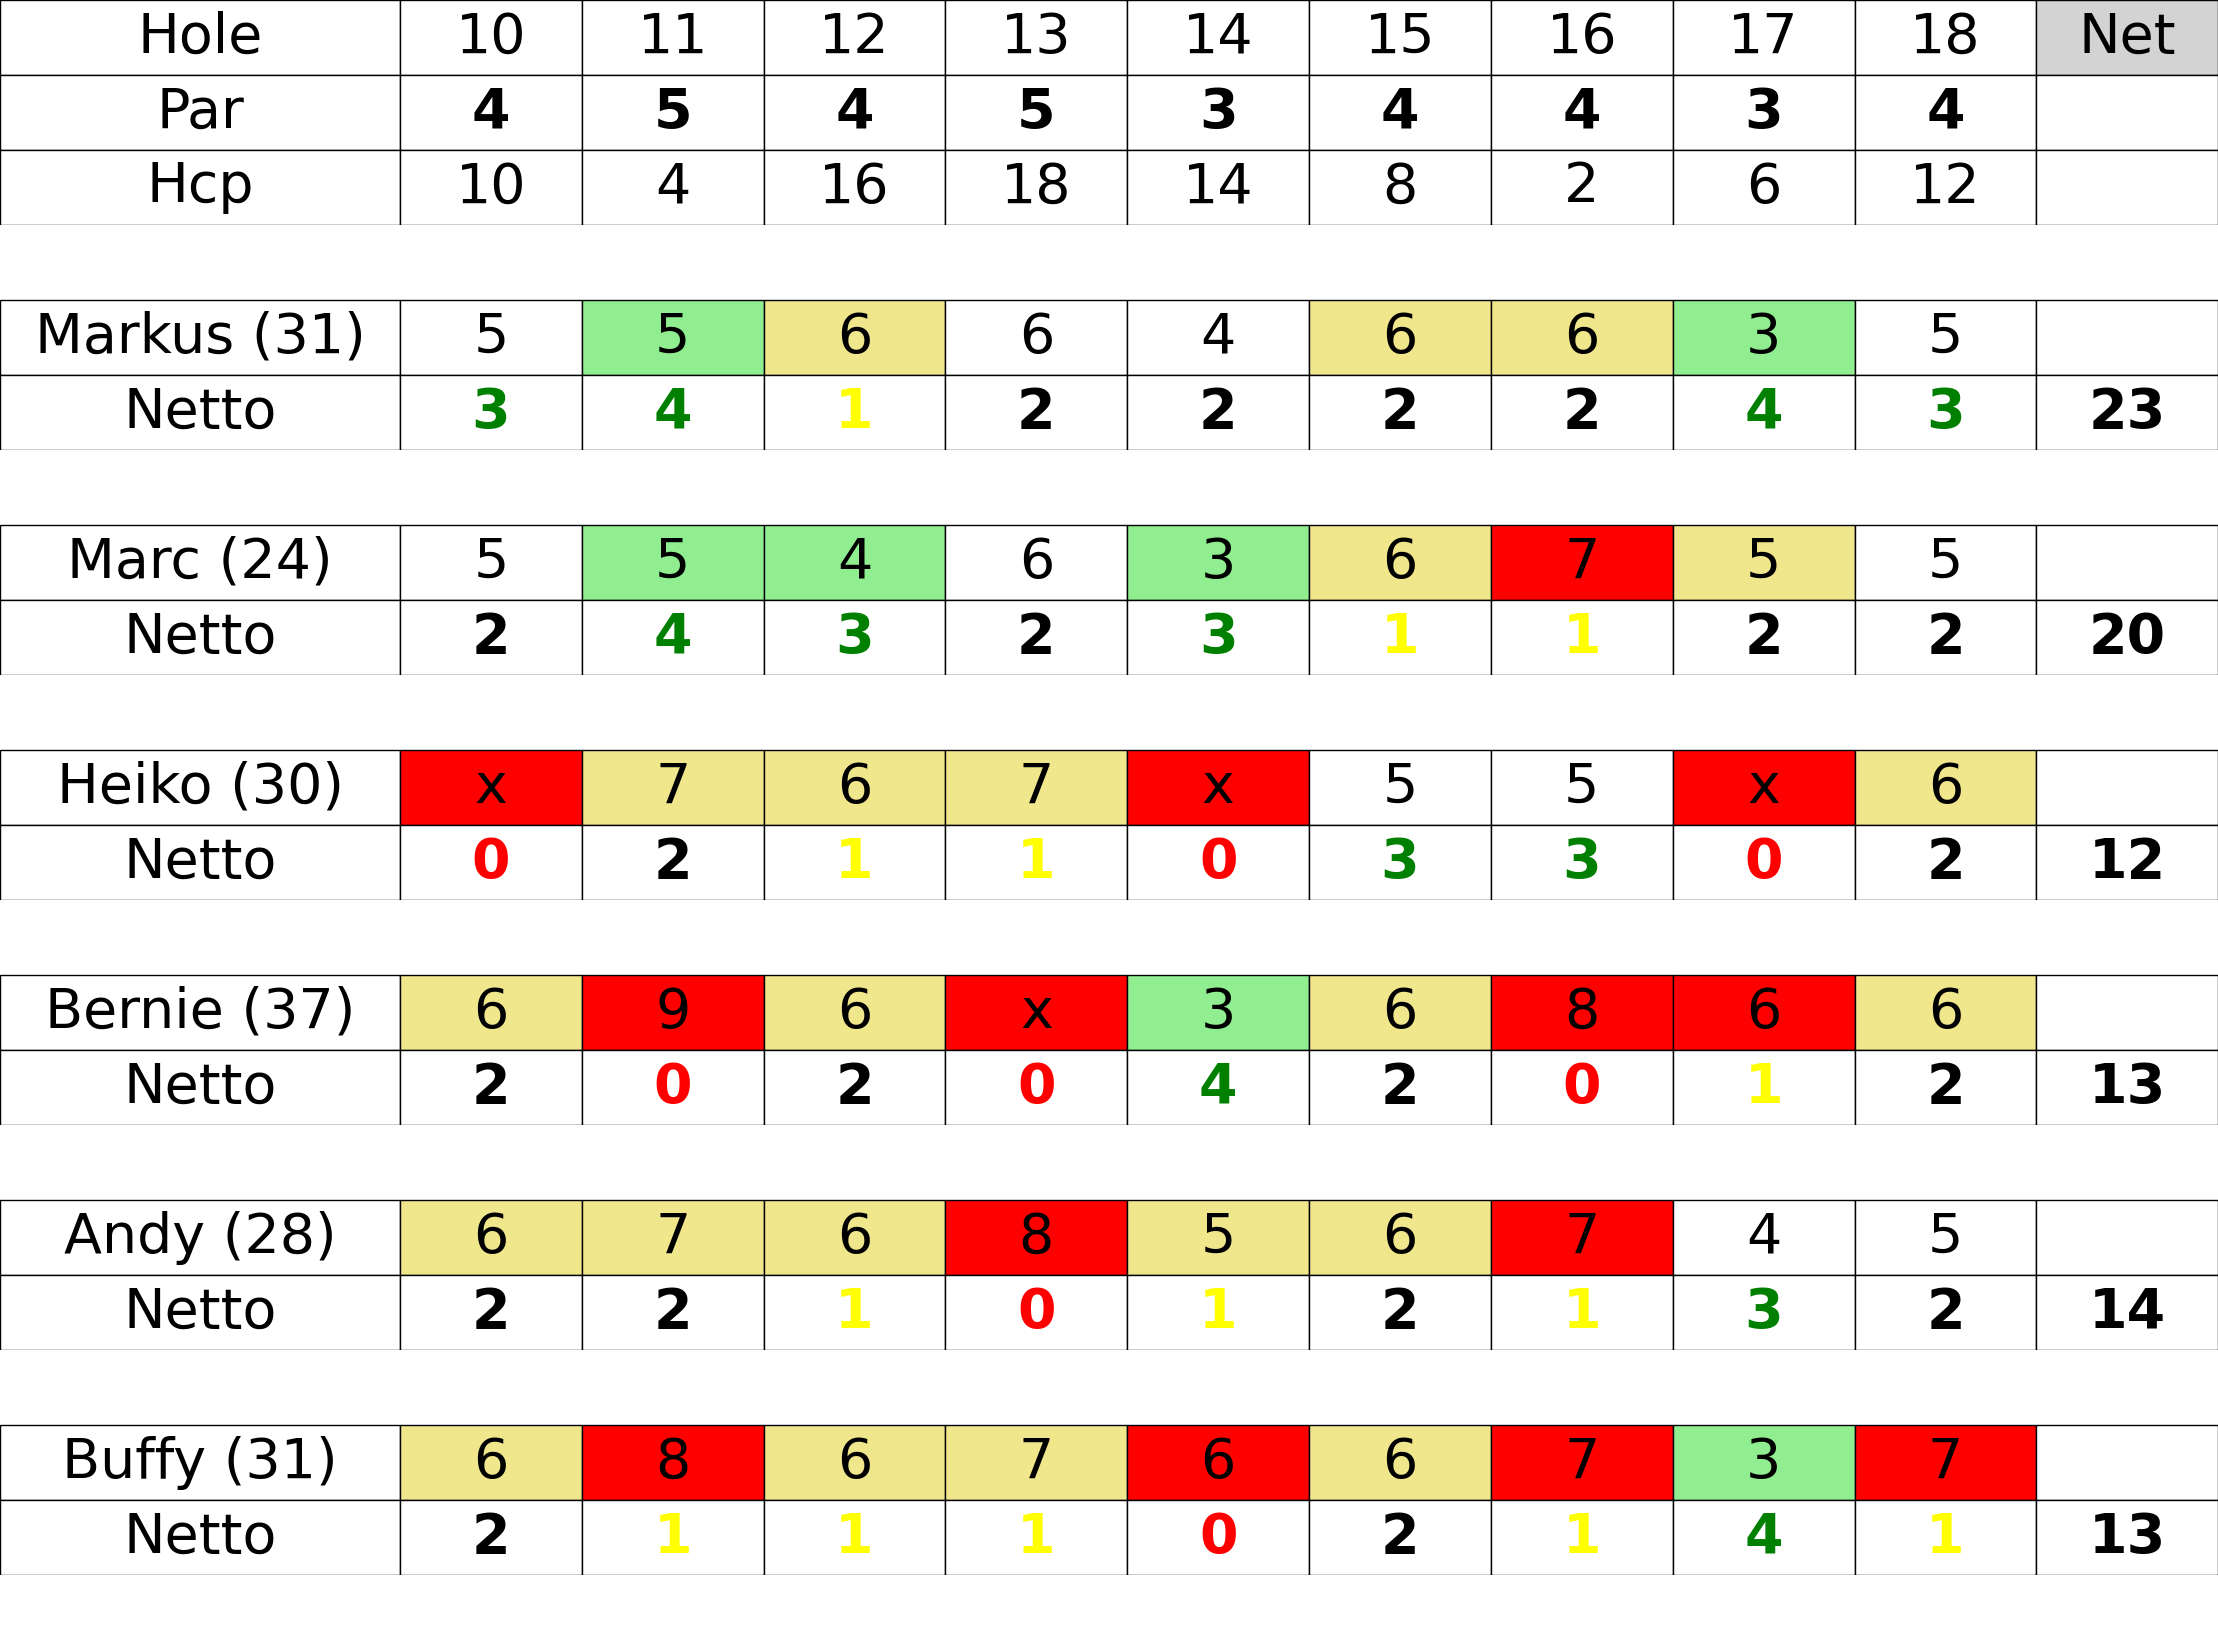 Hole 10 11 12 13 14 15 16 17 18 Net
Par 4 5 4 5 3 4 4 3 4
Hcp 10 4 16 18 14 8 2 6 12
Markus (31) 5 5 6 6 4 6 6 3 5
Netto 3 4 1 2 2 2 2 4 3 23
Marc (24) 5 5 4 6 3 6 7 5 5
Netto 2 4 3 2 3 1 1 2 2 20
Heiko (30) x 7 6 7 x 5 5 x 6
Netto 0 2 1 1 0 3 3 0 2 12
Bernie (37) 6 9 6 x 3 6 8 6 6
Netto 2 0 2 0 4 2 0 1 2 13
Andy (28) 6 7 6 8 5 6 7 4 5
Netto 2 2 1 0 1 2 1 3 2 14
Buffy (31) 6 8 6 7 6 6 7 3 7
Netto 2 1 1 1 0 2 1 4 1 13